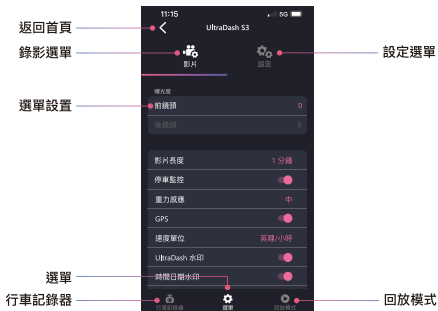 11:15
5G
返回首頁
UltraDash S3
錄影選單
設定選單
影片
設定
曝光度
選單設置
前鏡頭 0
後鏡頭 0
影片長度 1 分鐘
停車監控
重力感應 中
GPS
速度單位 英哩/小時
UltraDash 水印
時間日期水印
選單
行車記錄器
行車記錄器
選單
回放模式
回放模式